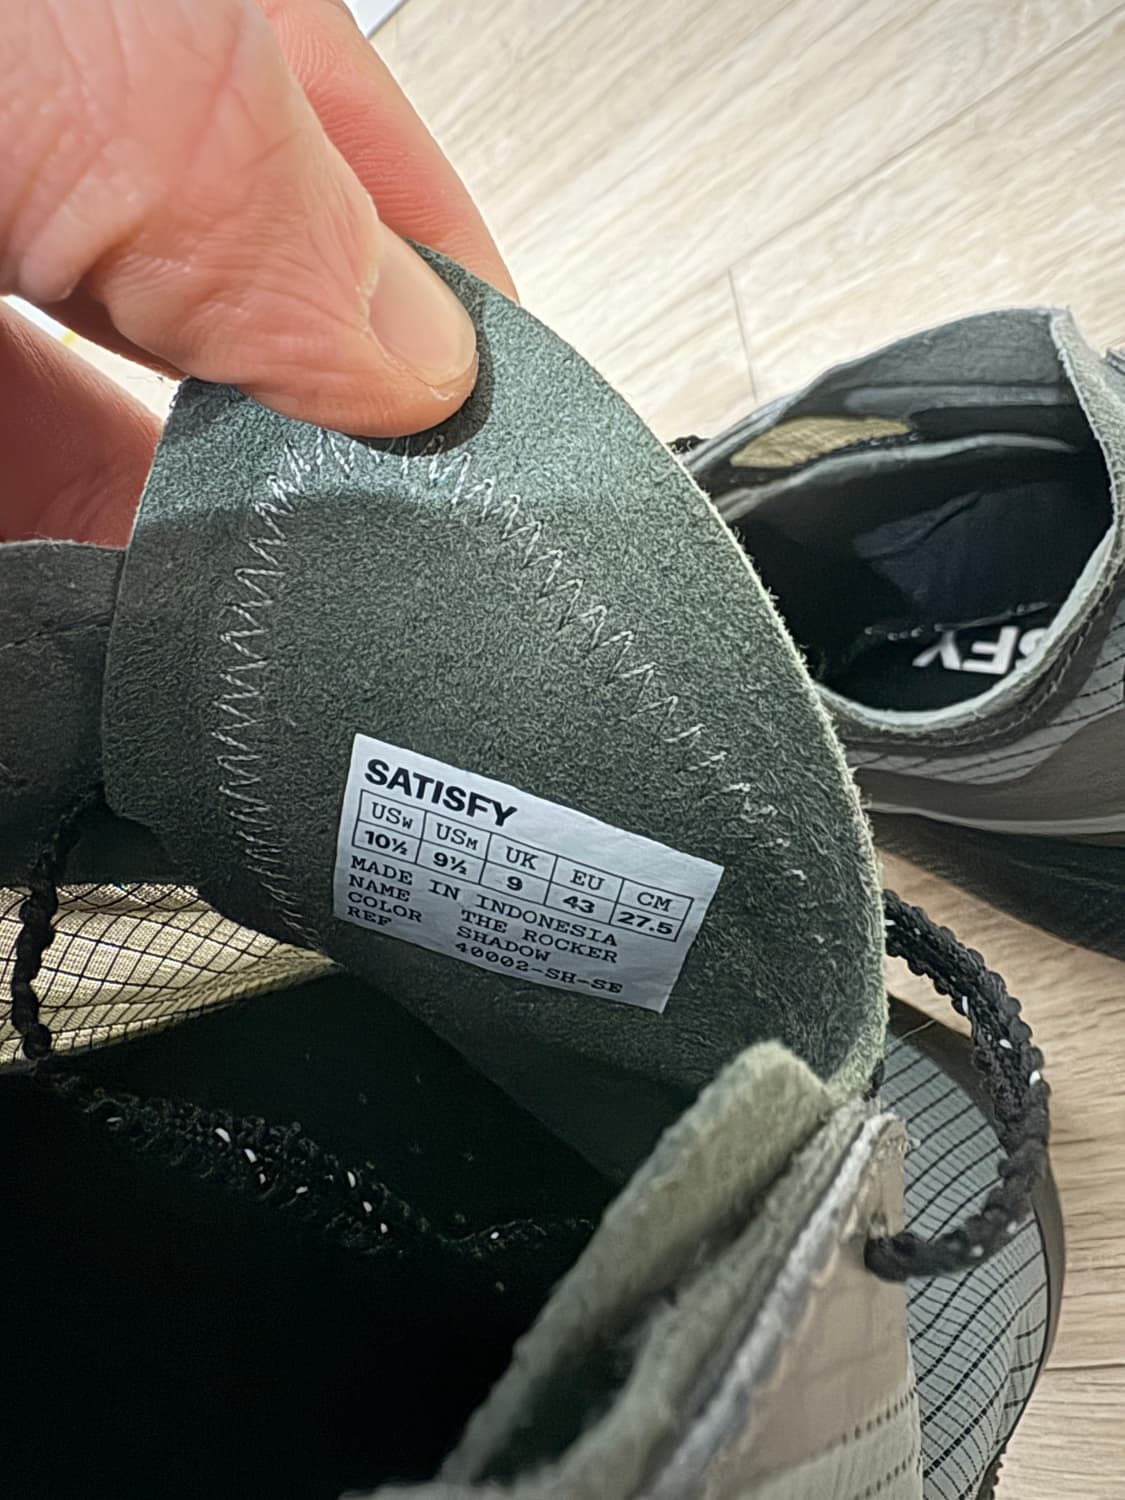 SATISFY
USW USM UK EU CM
10½ 9½ 9 43 27.5
MADE IN INDONESIA
NAME THE ROCKER
COLOR SHADOW
REF 40002-SH-SE
SFY